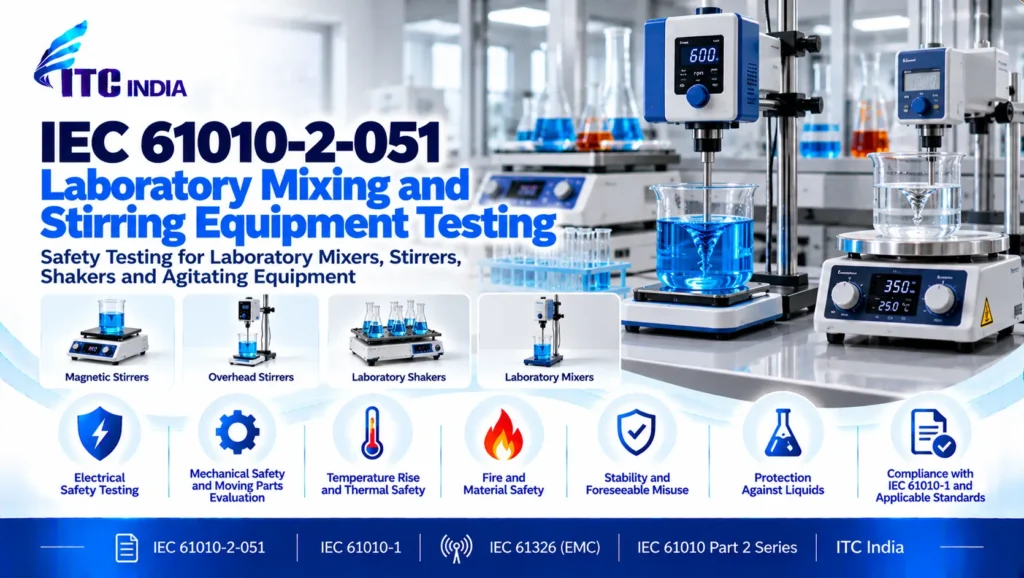 ITC INDIA
IEC 61010-2-051
Laboratory Mixing and
Stirring Equipment Testing
Safety Testing for Laboratory Mixers, Stirrers,
Shakers and Agitating Equipment
600
rpm
350
25.0
Magnetic Stirrers
Overhead Stirrers
Laboratory Shakers
Laboratory Mixers
Electrical
Safety Testing
Mechanical Safety
and Moving Parts
Evaluation
Temperature Rise
and Thermal Safety
Fire and
Material Safety
Stability and
Foreseeable Misuse
Protection
Against Liquids
Compliance with
IEC 61010-1 and
Applicable Standards
IEC 61010-2-051
IEC 61010-1
IEC 61326 (EMC)
IEC 61010 Part 2 Series
ITC India